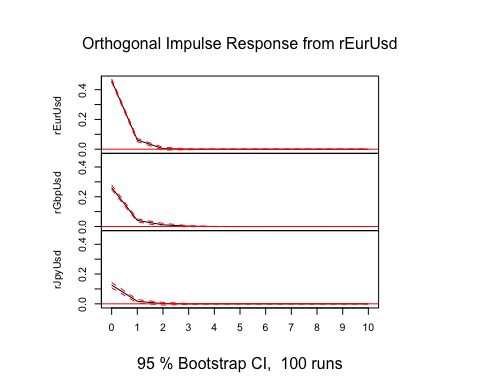 Orthogonal Impulse Response from rEurUsd
rEurUsd
0.0 0.2 0.4
rGbpUsd
0.0 0.2 0.4
rJpyUsd
0.0 0.2 0.4
0 1 2 3 4 5 6 7 8 9 10
95 % Bootstrap CI,  100 runs